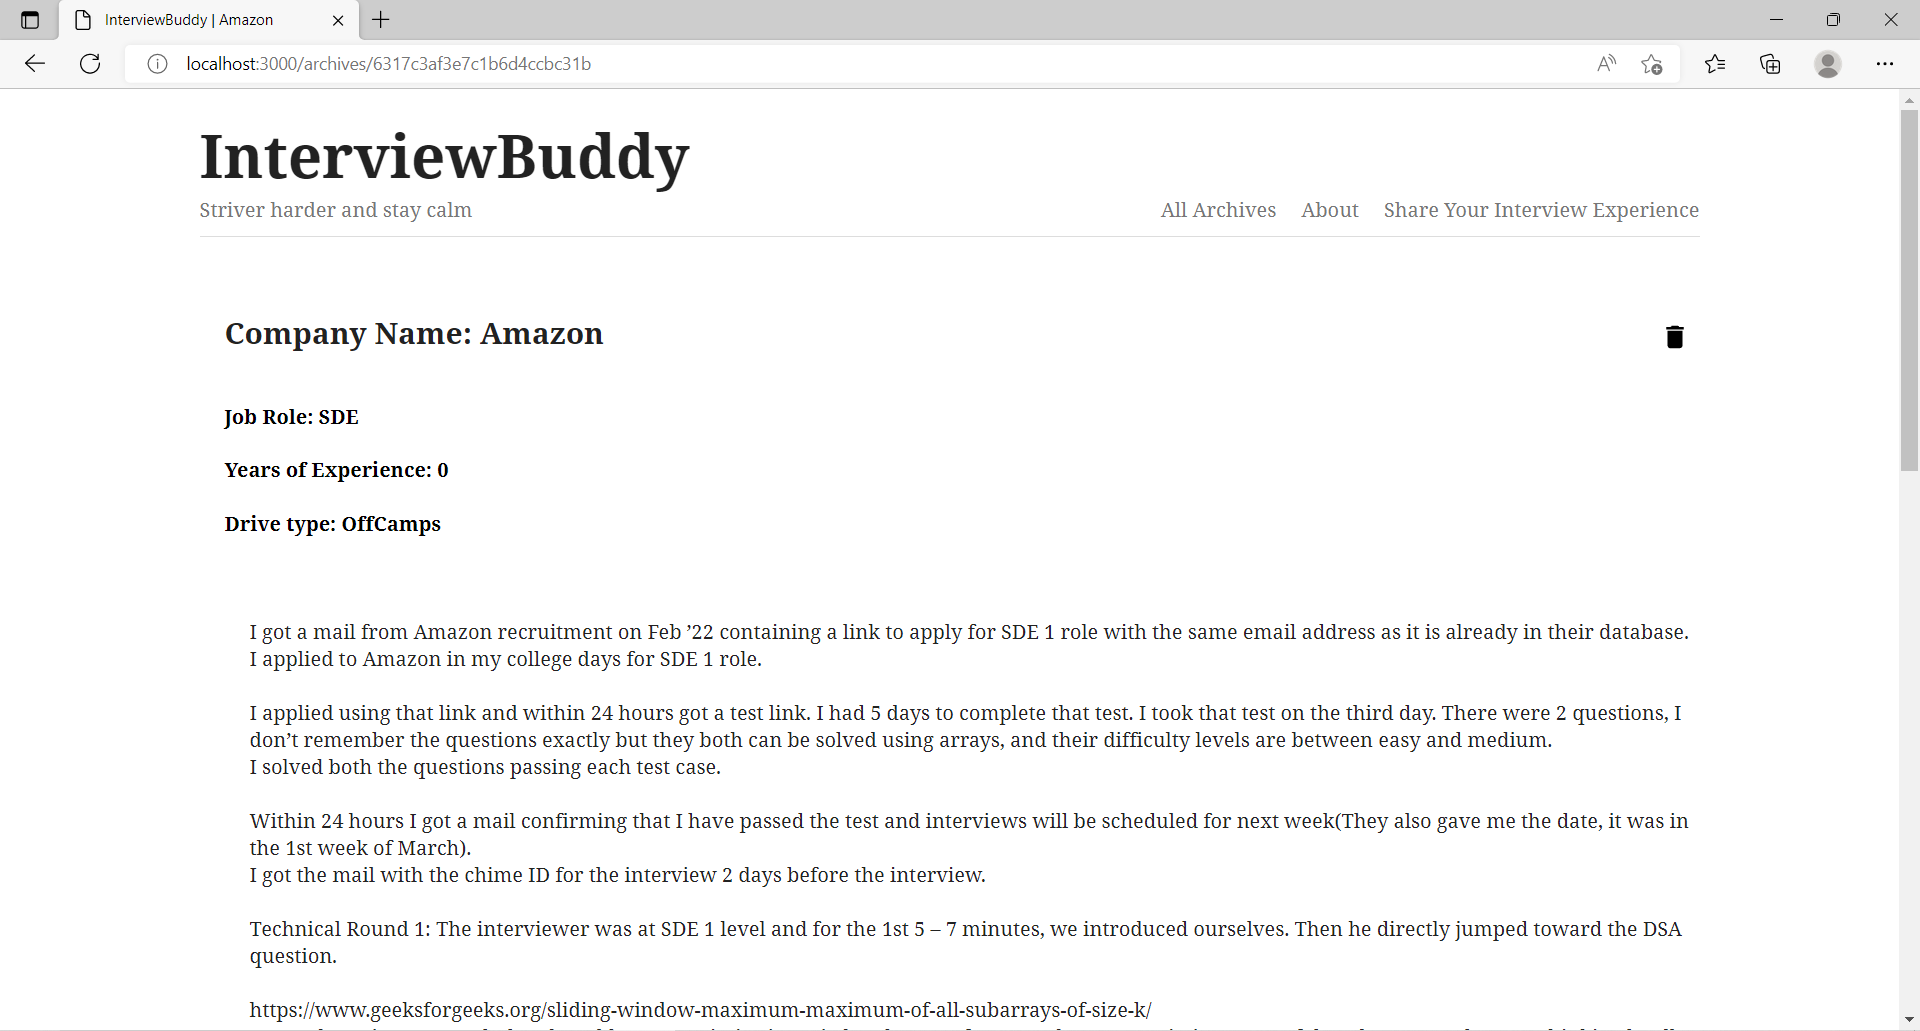 InterviewBuddy | Amazon
localhost:3000/archives/6317c3af3e7c1b6d4ccbc31b
InterviewBuddy
Striver harder and stay calm
All Archives About Share Your Interview Experience
Company Name: Amazon
Job Role: SDE
Years of Experience: 0
Drive type: OffCamps
I got a mail from Amazon recruitment on Feb ’22 containing a link to apply for SDE 1 role with the same email address as it is already in their database.
I applied to Amazon in my college days for SDE 1 role.
I applied using that link and within 24 hours got a test link. I had 5 days to complete that test. I took that test on the third day. There were 2 questions, I
don’t remember the questions exactly but they both can be solved using arrays, and their difficulty levels are between easy and medium.
I solved both the questions passing each test case.
Within 24 hours I got a mail confirming that I have passed the test and interviews will be scheduled for next week(They also gave me the date, it was in
the 1st week of March).
I got the mail with the chime ID for the interview 2 days before the interview.
Technical Round 1: The interviewer was at SDE 1 level and for the 1st 5 – 7 minutes, we introduced ourselves. Then he directly jumped toward the DSA
question.
https://www.geeksforgeeks.org/sliding-window-maximum-maximum-of-all-subarrays-of-size-k/